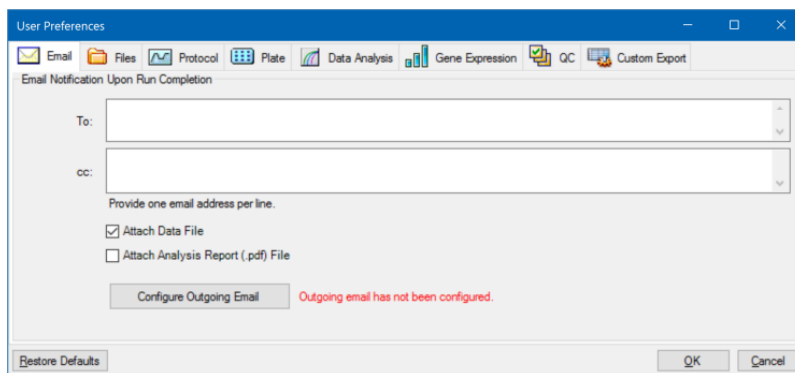 User Preferences
Email Files Protocol Plate Data Analysis Gene Expression QC Custom Export
Email Notification Upon Run Completion
To:
cc:
Provide one email address per line.
Attach Data File
Attach Analysis Report (.pdf) File
Configure Outgoing Email Outgoing email has not been configured.
Restore Defaults OK Cancel